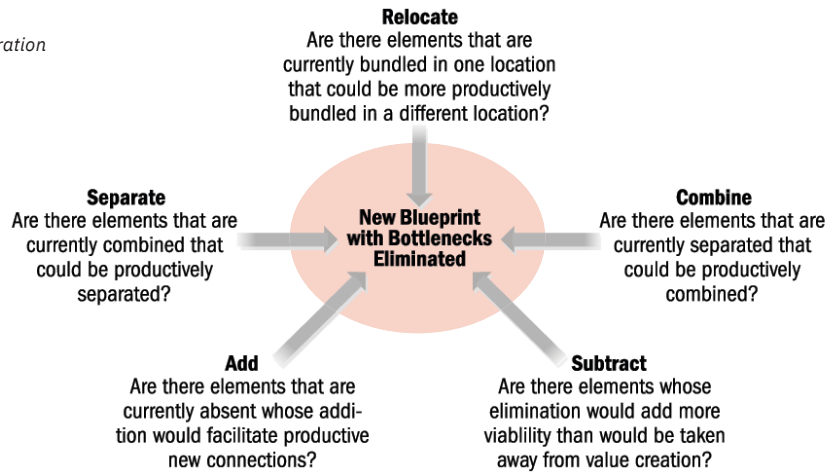 ration
Relocate
Are there elements that are
currently bundled in one location
that could be more productively
bundled in a different location?
Separate
Are there elements that are
currently combined that
could be productively
separated?
New Blueprint
with Bottlenecks
Eliminated
Combine
Are there elements that are
currently separated that
could be productively
combined?
Add
Are there elements that are
currently absent whose addi-
tion would facilitate productive
new connections?
Subtract
Are there elements whose
elimination would add more
viablility than would be taken
away from value creation?